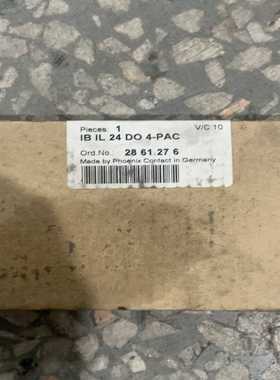 Pieces: 1 V/C 10
IB IL 24 DO 4-PAC
Ord.No. 28 61.27 6
Made by Phoenix Contact in Germany